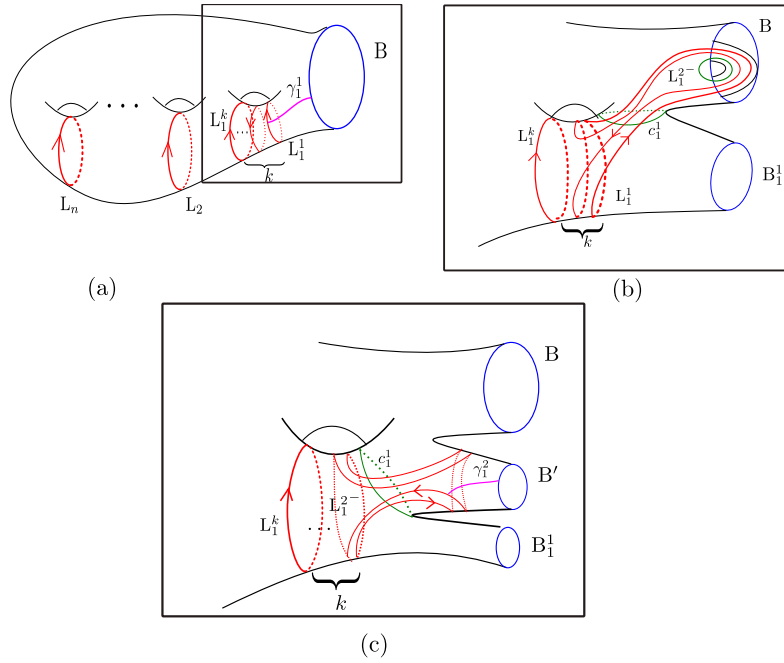 B
γ₁¹
L₁ᵏ
...
L₁¹
k
. . .
Lₙ
L₂
(a)
B
L₁²⁻
L₁ᵏ
c₁¹
L₁¹
B₁¹
k
(b)
B
c₁¹
γ₁²
B′
L₁²⁻
L₁ᵏ
. . .
B₁¹
k
(c)